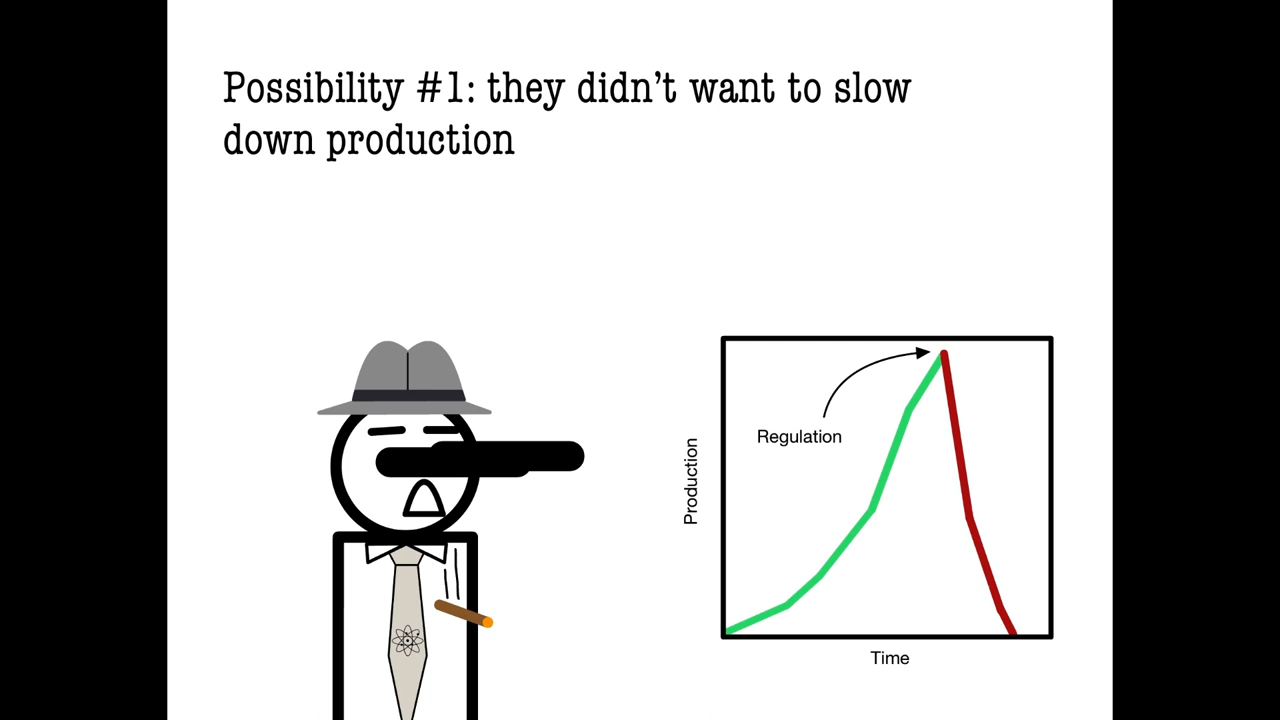 Possibility #1: they didn’t want to slow
down production
Regulation
Production
Time